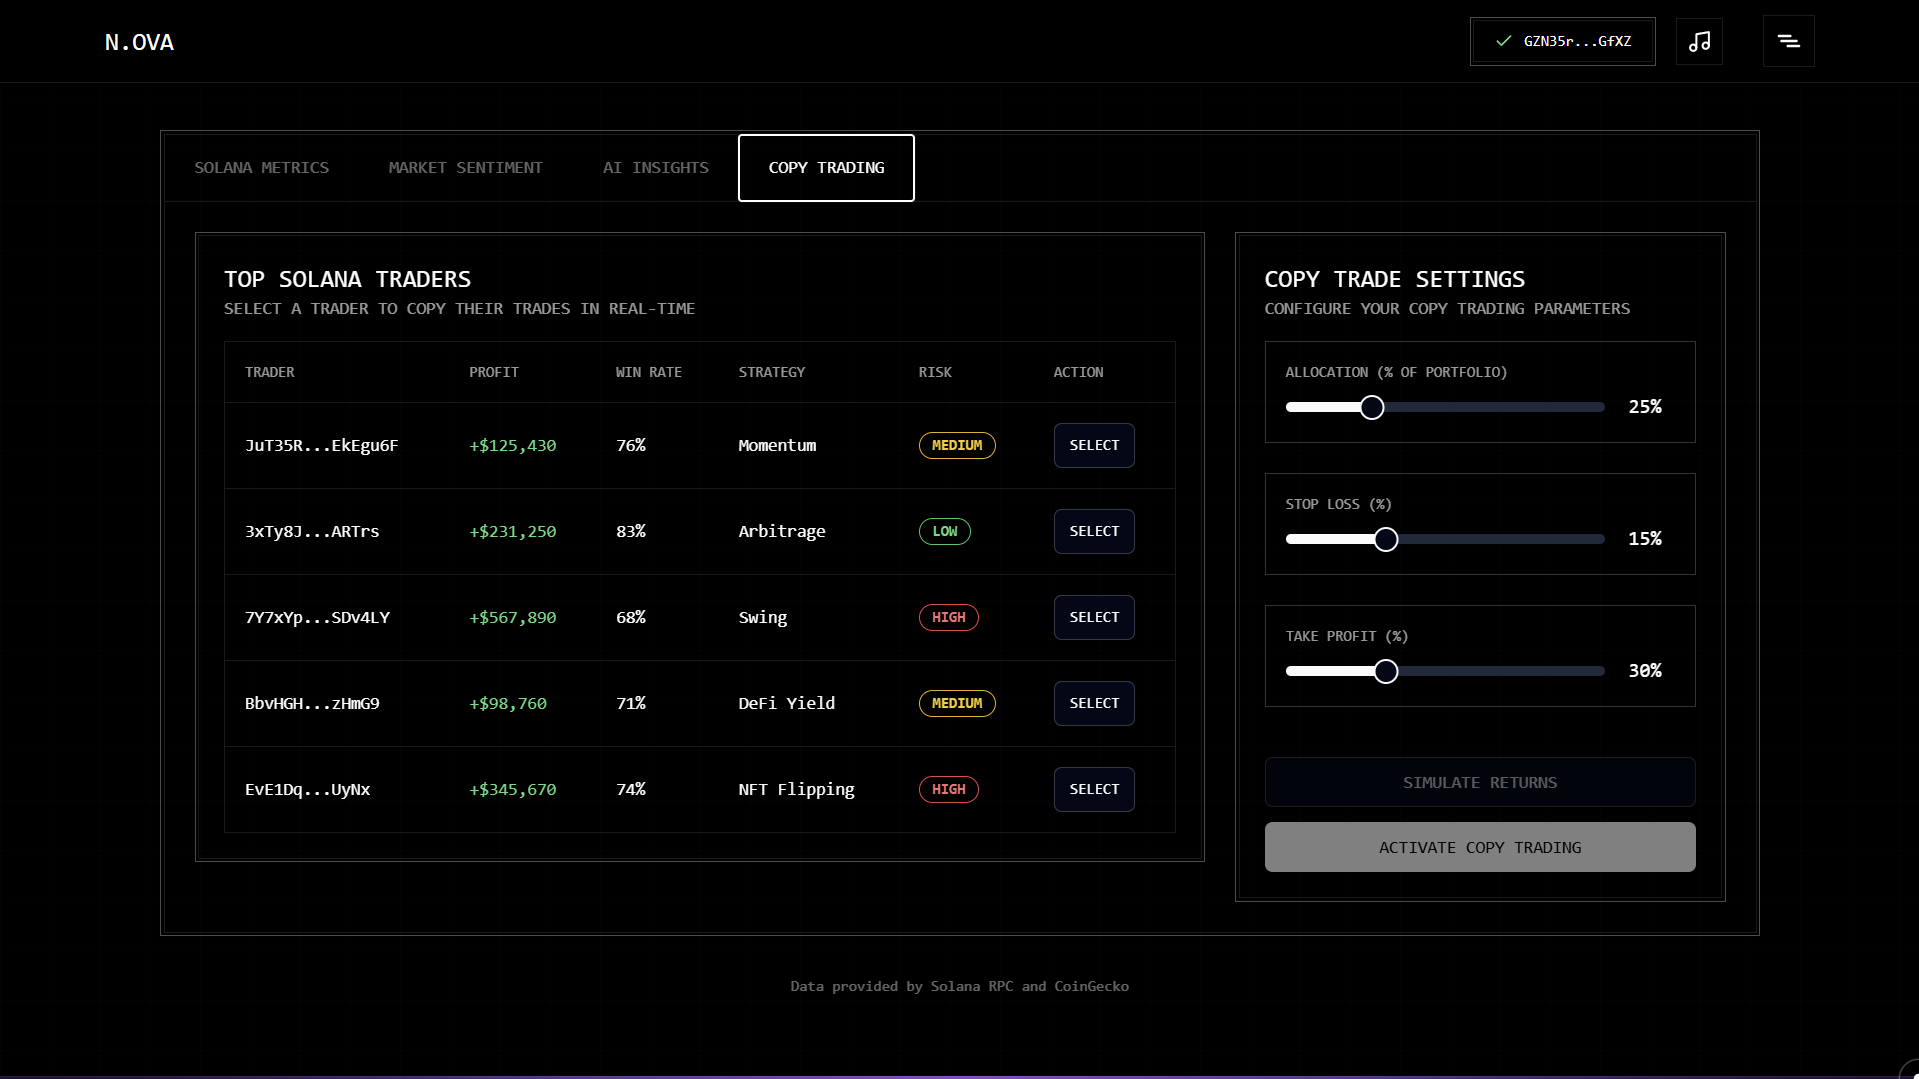 N.OVA
GZN35r...GfXZ
SOLANA METRICS
MARKET SENTIMENT
AI INSIGHTS
COPY TRADING
TOP SOLANA TRADERS
SELECT A TRADER TO COPY THEIR TRADES IN REAL-TIME
TRADER PROFIT WIN RATE STRATEGY RISK ACTION
JuT35R...EkEgu6F +$125,430 76% Momentum MEDIUM SELECT
3xTy8J...ARTrs +$231,250 83% Arbitrage LOW SELECT
7Y7xYp...SDv4LY +$567,890 68% Swing HIGH SELECT
BbvHGH...zHmG9 +$98,760 71% DeFi Yield MEDIUM SELECT
EvE1Dq...UyNx +$345,670 74% NFT Flipping HIGH SELECT
COPY TRADE SETTINGS
CONFIGURE YOUR COPY TRADING PARAMETERS
ALLOCATION (% OF PORTFOLIO)
25%
STOP LOSS (%)
15%
TAKE PROFIT (%)
30%
SIMULATE RETURNS
ACTIVATE COPY TRADING
Data provided by Solana RPC and CoinGecko